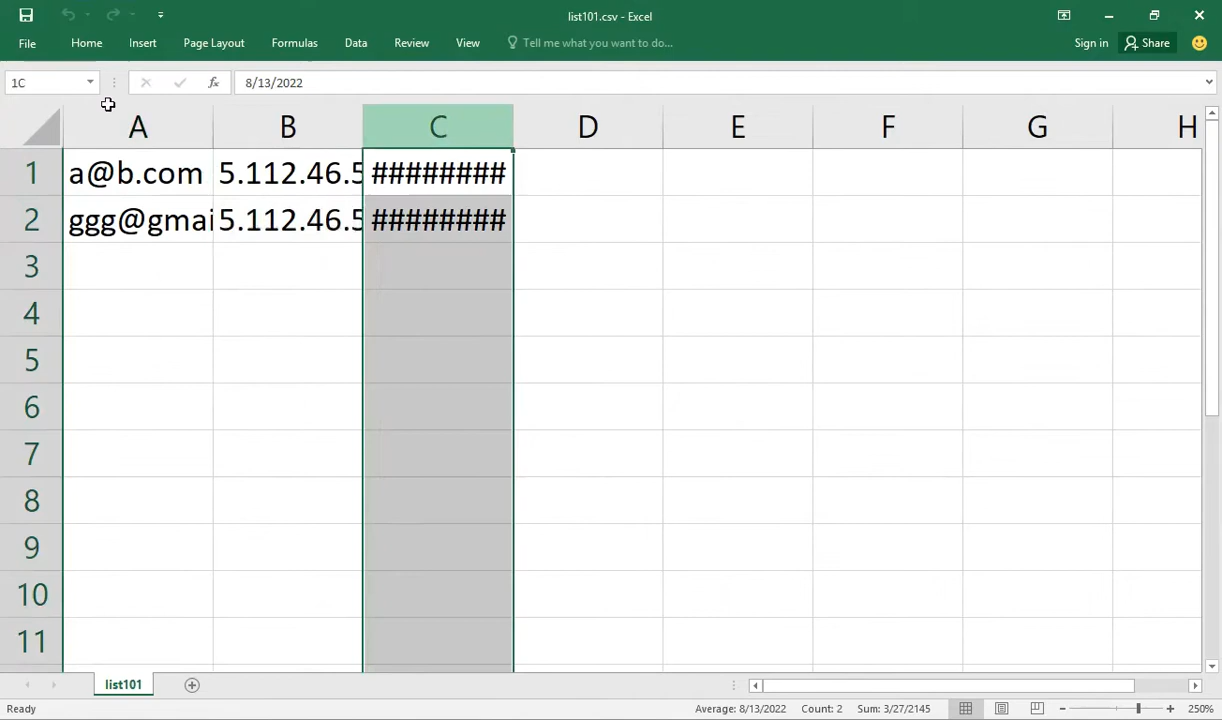 list101.csv - Excel
File Home Insert Page Layout Formulas Data Review View Tell me what you want to do... Sign in Share
1C fx 8/13/2022
A B C D E F G H
1 a@b.com 5.112.46.5 ########
2 ggg@gmai 5.112.46.5 ########
3
4
5
6
7
8
9
10
11
list101
Ready Average: 8/13/2022 Count: 2 Sum: 3/27/2145 250%